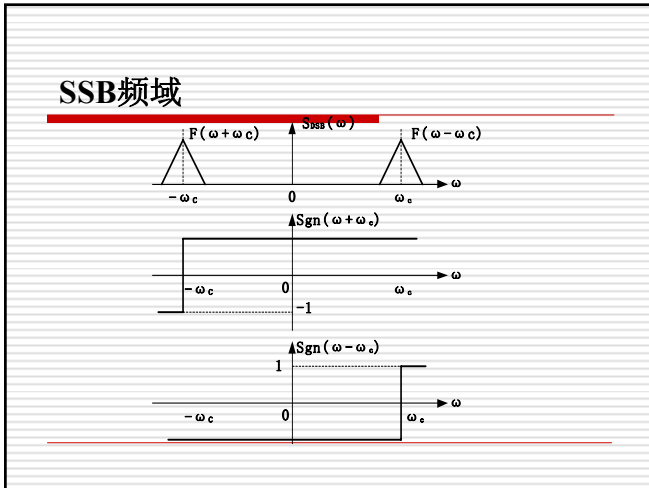 SSB频域
S_DSB(ω)
F(ω+ωC) F(ω-ωC)
-ωC 0 ωc ω
Sgn(ω+ωc)
-ωC 0 ωc ω
-1
Sgn(ω-ωc)
1
-ωC 0 ωc ω